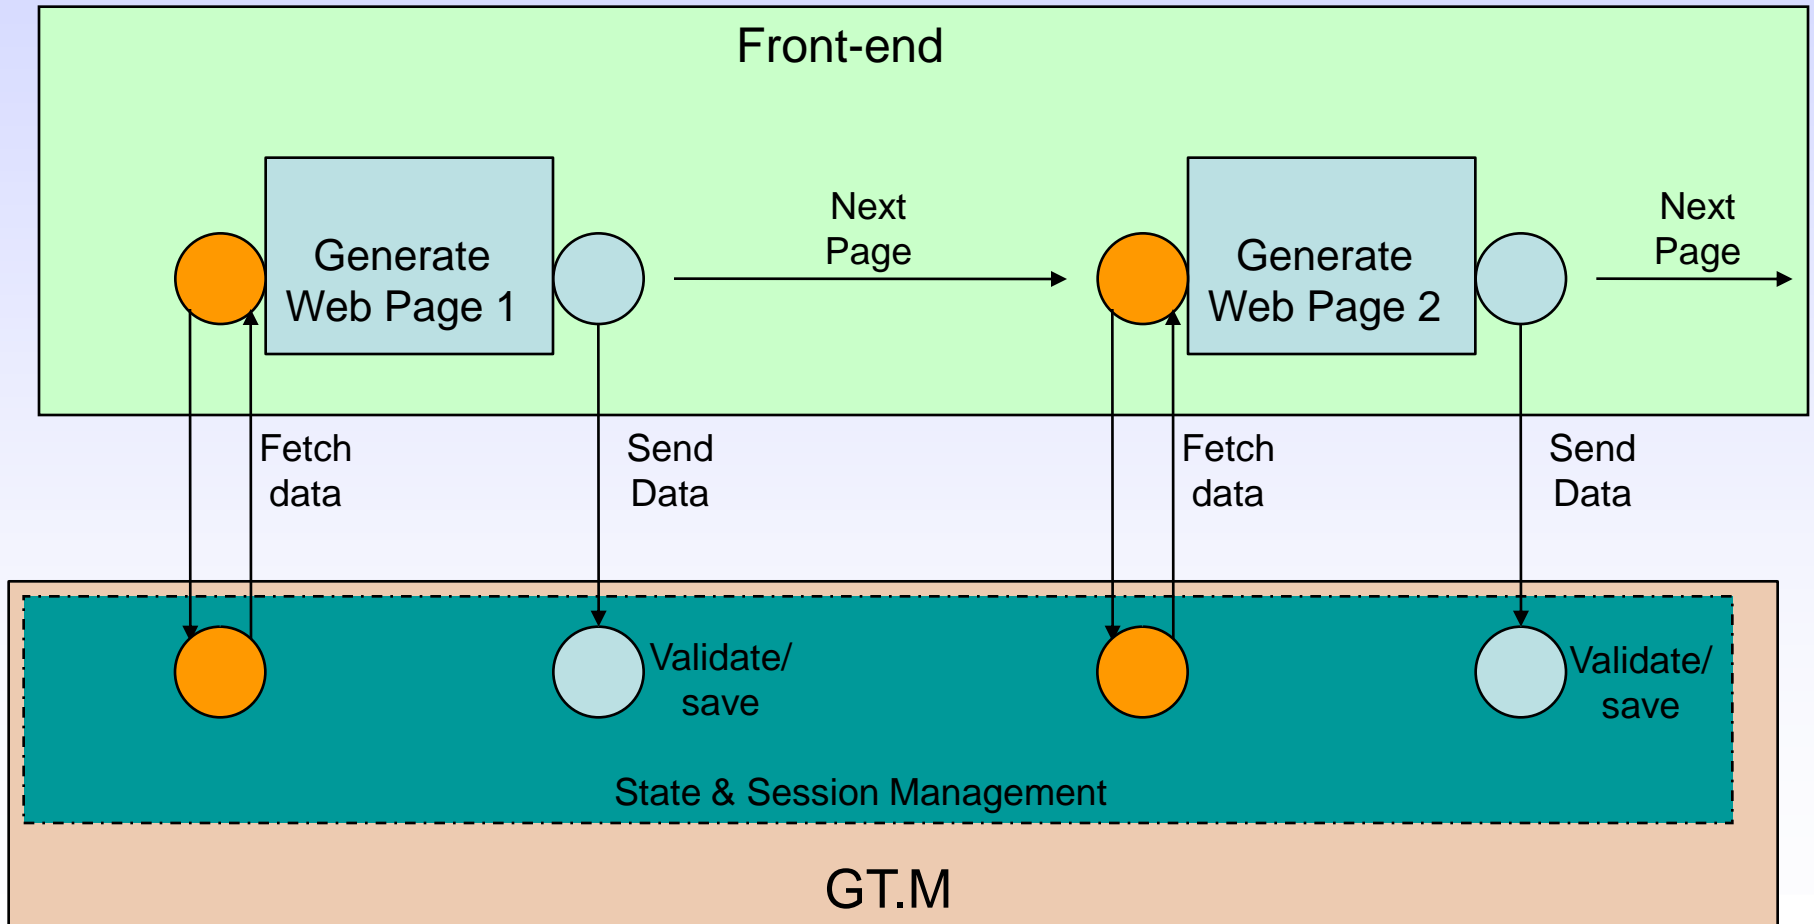 Front-end
Generate
Web Page 1
Next
Page
Generate
Web Page 2
Next
Page
Fetch
data
Send
Data
Fetch
data
Send
Data
Validate/
save
Validate/
save
State & Session Management
GT.M